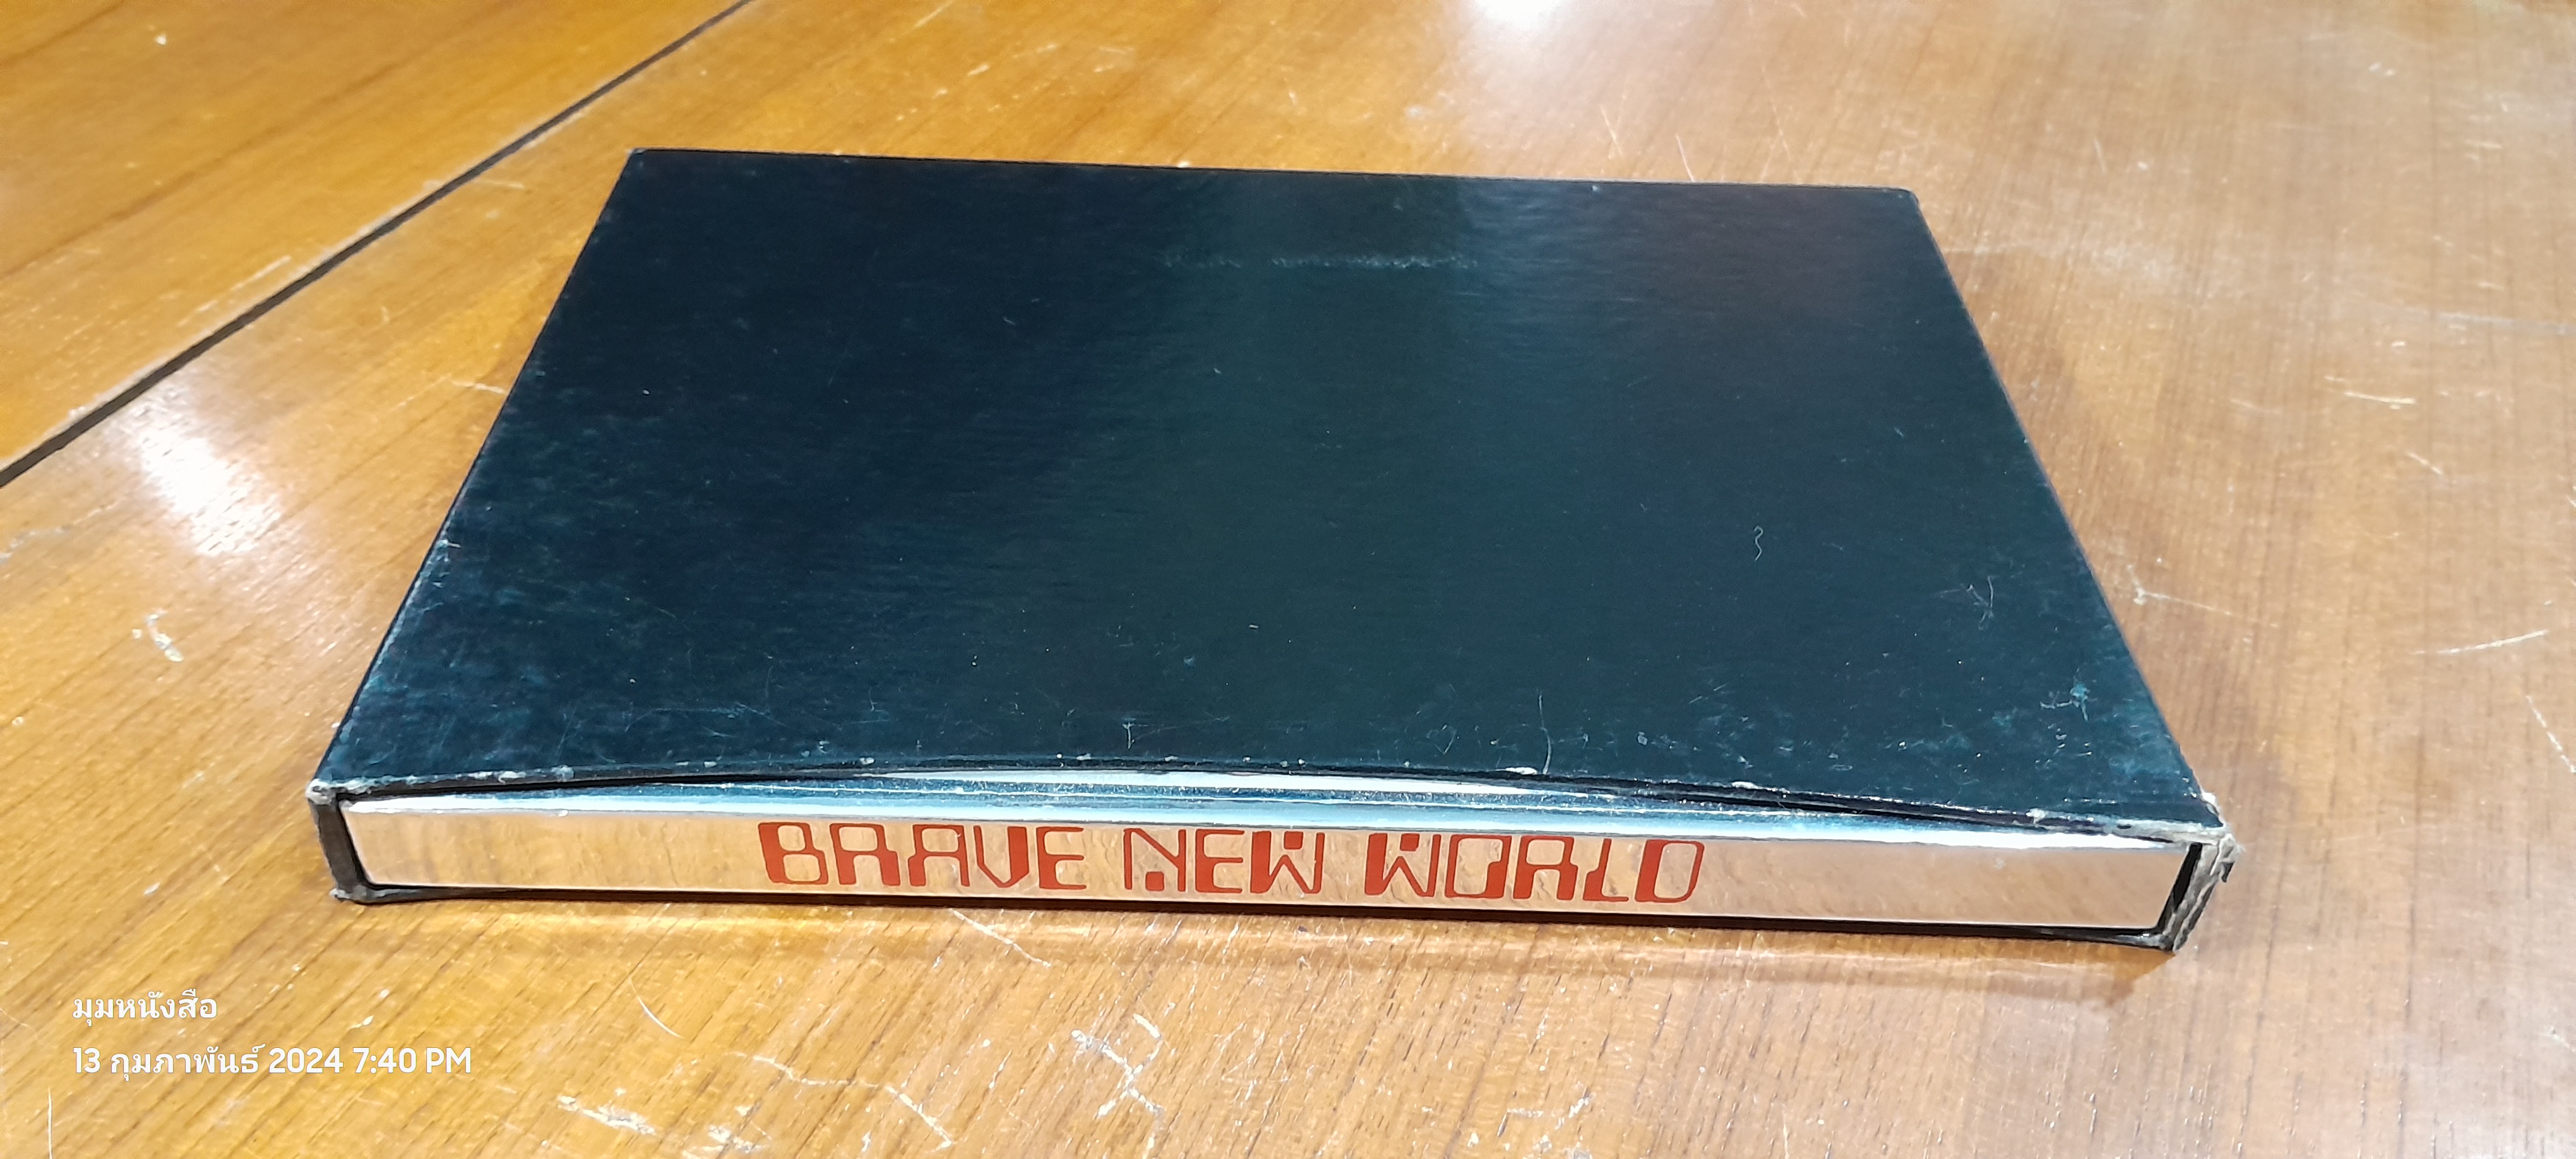 BRAVE NEW WORLD
มุมหนังสือ
13 กุมภาพันธ์ 2024 7:40 PM